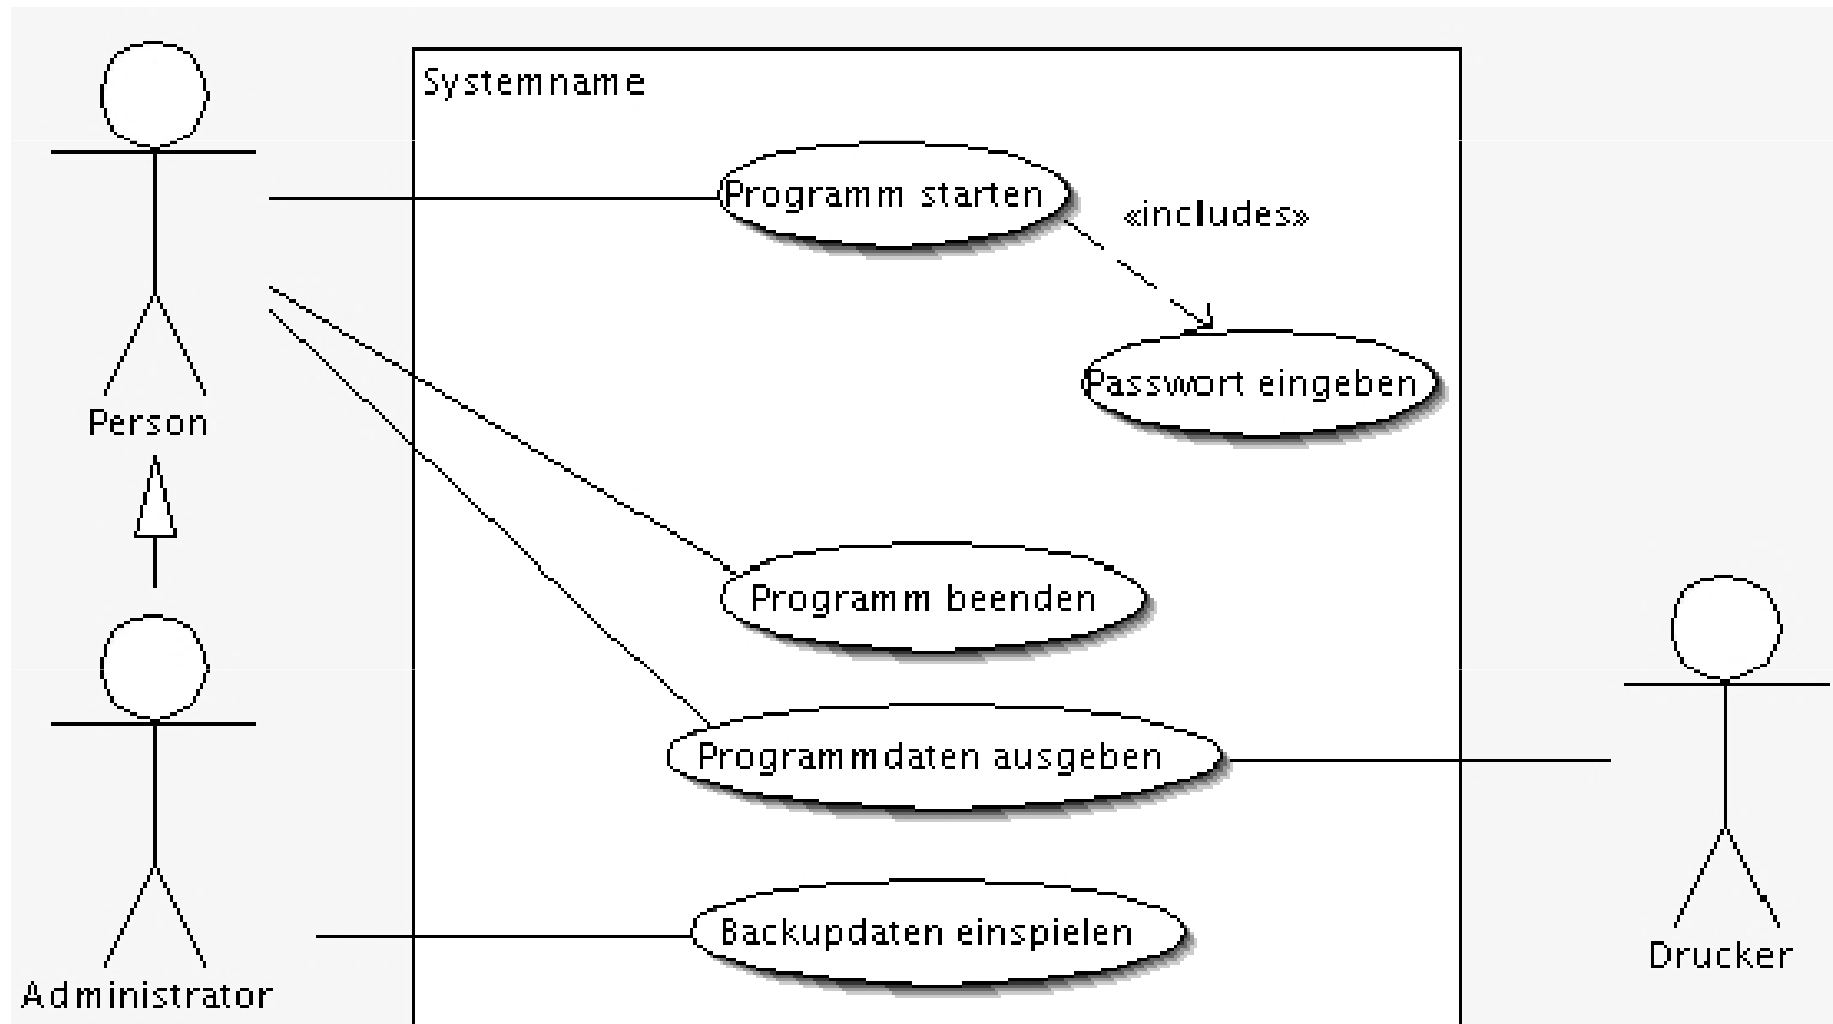 Systemname
Programm starten
«includes»
Passwort eingeben
Person
Programm beenden
Programmdaten ausgeben
Backupdaten einspielen
Drucker
Administrator